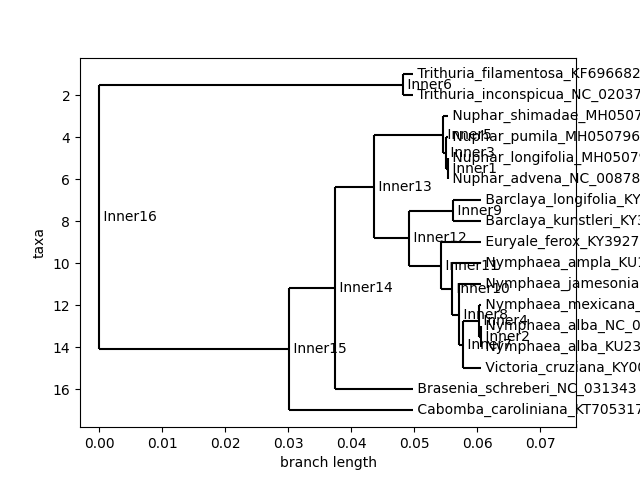 Trithuria_filamentosa_KF696682
Inner6
Trithuria_inconspicua_NC_02037
Nuphar_shimadae_MH0507
Inner5
Nuphar_pumila_MH050796
Inner3
Nuphar_longifolia_MH0507
Inner1
Nuphar_advena_NC_00878
Inner13
Barclaya_longifolia_KY
Inner9
Barclaya_kunstleri_KY3
Inner16
Inner12
Euryale_ferox_KY3927
Inner11
Nymphaea_ampla_KU1
Nymphaea_jamesonia
Inner10
Inner14
Nymphaea_mexicana_
Inner8
Inner4
Nymphaea_alba_NC_0
Inner2
Nymphaea_alba_KU23
Inner7
Inner15
Victoria_cruziana_KY00
Brasenia_schreberi_NC_031343
Cabomba_caroliniana_KT705317
2
4
6
8
10
12
14
16
taxa
0.00 0.01 0.02 0.03 0.04 0.05 0.06 0.07
branch length